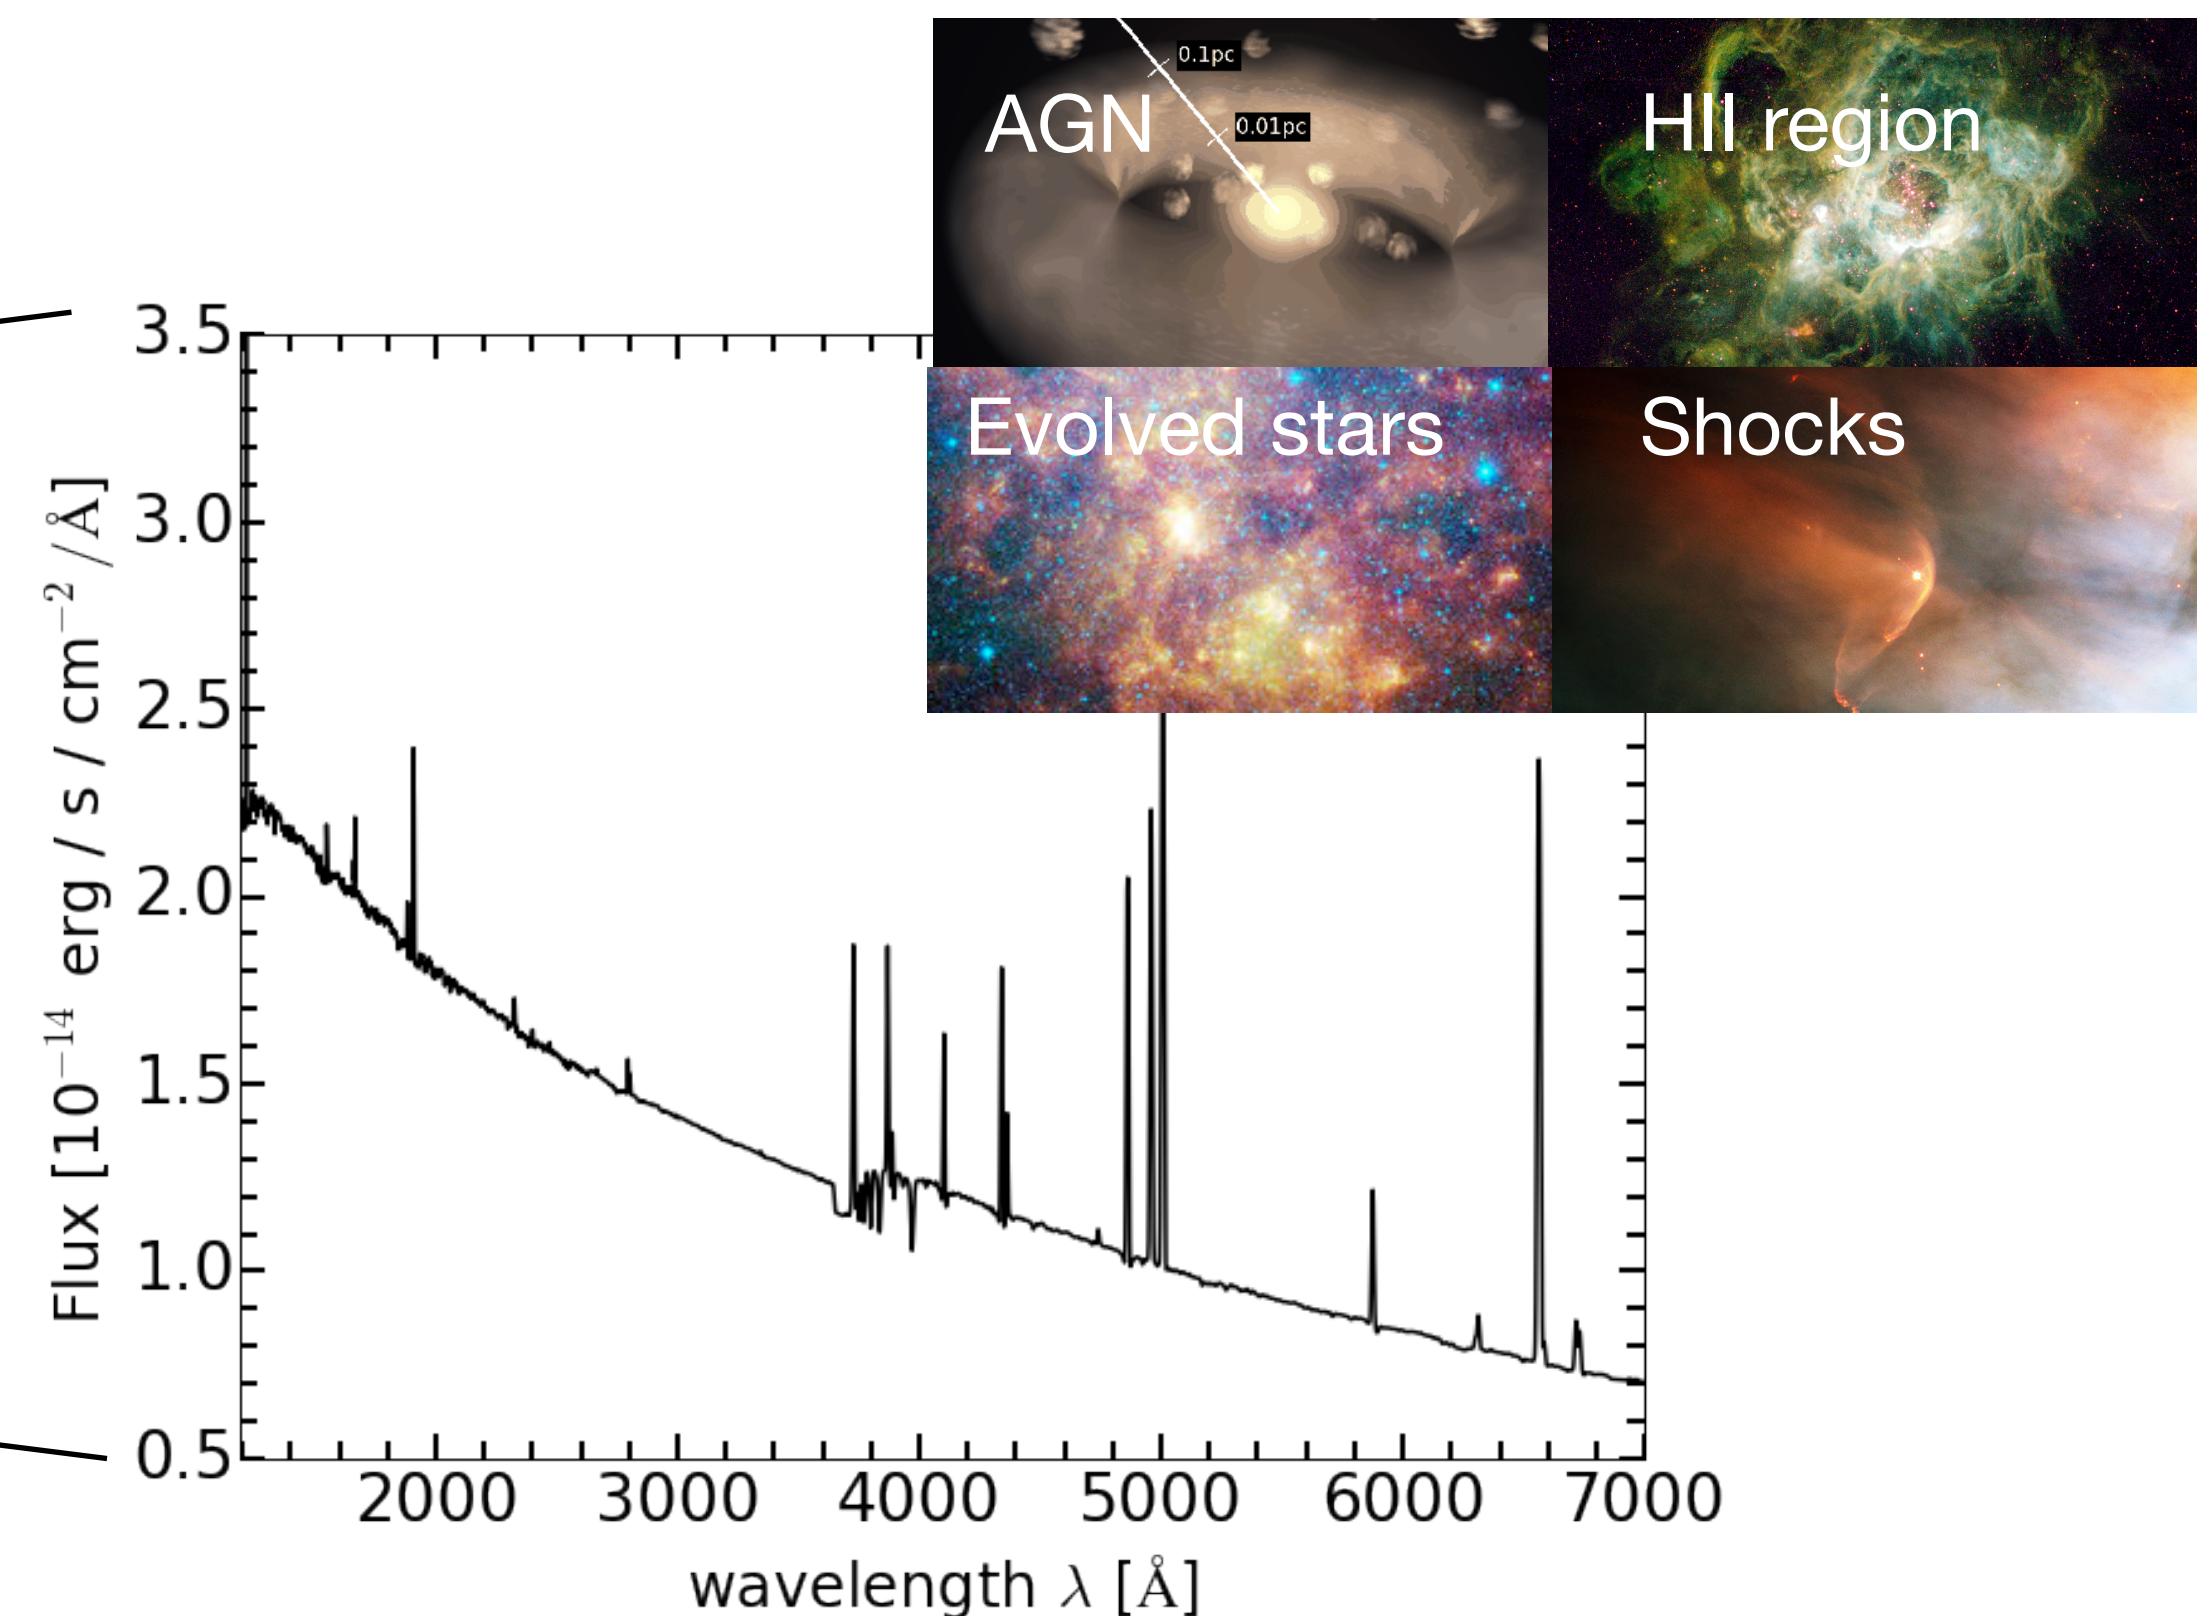 0.1pc
AGN
0.01pc
HII region
Evolved stars
Shocks
3.5
3.0
2.5
2.0
1.5
1.0
0.5
Flux [10⁻¹⁴ erg / s / cm⁻² / Å]
2000 3000 4000 5000 6000 7000
wavelength λ [Å]